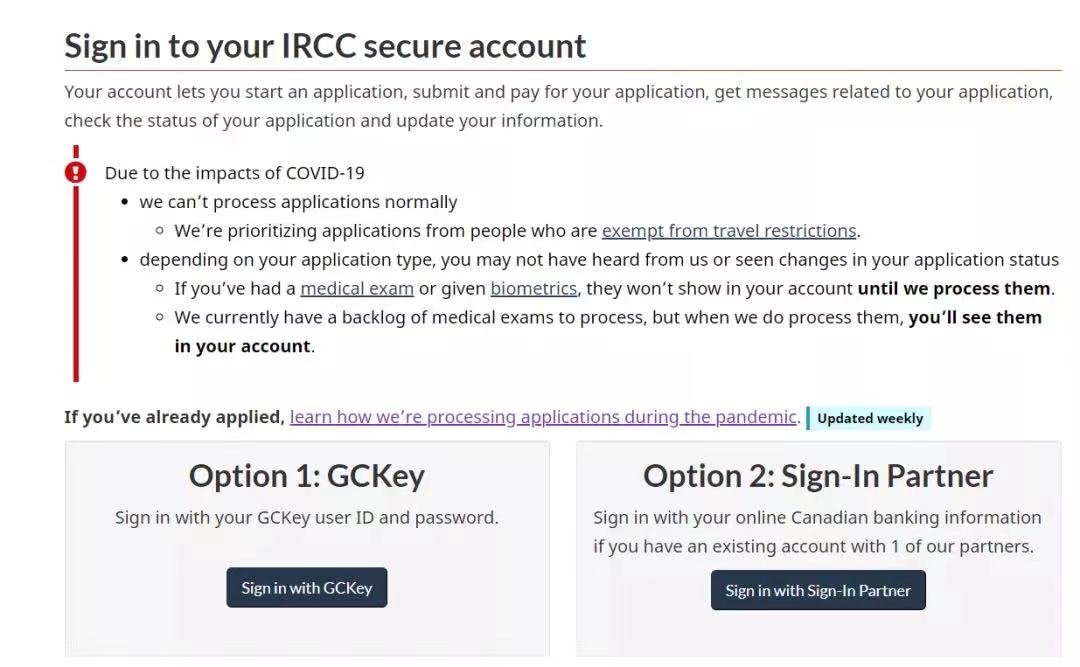 Sign in to your IRCC secure account
Your account lets you start an application, submit and pay for your application, get messages related to your application,
check the status of your application and update your information.
Due to the impacts of COVID-19
• we can’t process applications normally
◦ We’re prioritizing applications from people who are exempt from travel restrictions.
• depending on your application type, you may not have heard from us or seen changes in your application status
◦ If you’ve had a medical exam or given biometrics, they won’t show in your account until we process them.
◦ We currently have a backlog of medical exams to process, but when we do process them, you’ll see them
in your account.
If you’ve already applied, learn how we’re processing applications during the pandemic. Updated weekly
Option 1: GCKey
Sign in with your GCKey user ID and password.
Sign in with GCKey
Option 2: Sign-In Partner
Sign in with your online Canadian banking information
if you have an existing account with 1 of our partners.
Sign in with Sign-In Partner